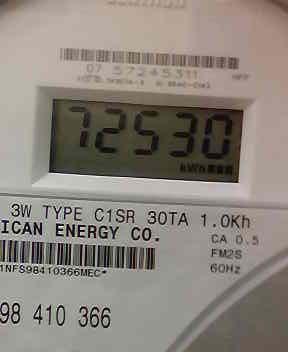 07 57245311
72530
kWh
3W TYPE C1SR 30TA 1.0Kh
ICAN ENERGY CO.
CA 0.5
FM2S
60Hz
1NFS98410366MEC*
98 410 366